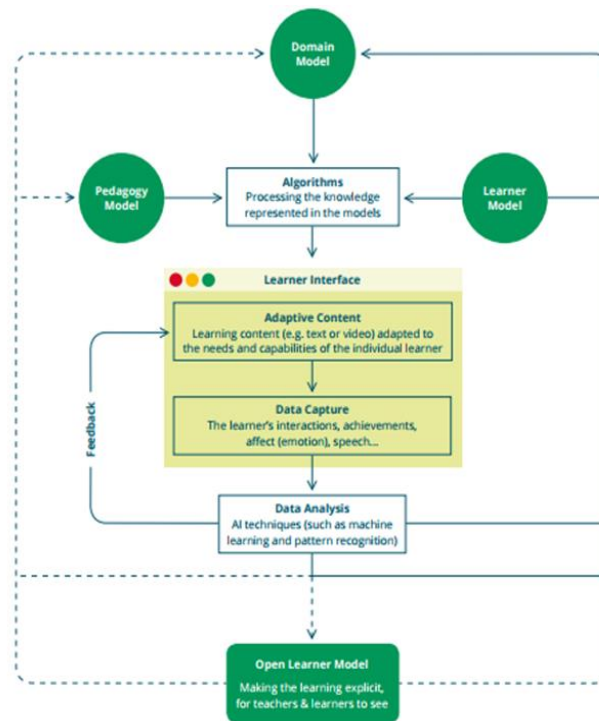 Domain
Model
Pedagogy
Model
Algorithms
Processing the knowledge
represented in the models
Learner
Model
Learner Interface
Adaptive Content
Learning content (e.g. text or video) adapted to
the needs and capabilities of the individual learner
Data Capture
The learner's interactions, achievements,
affect (emotion), speech...
Feedback
Data Analysis
AI techniques (such as machine
learning and pattern recognition)
Open Learner Model
Making the learning explicit,
for teachers & learners to see